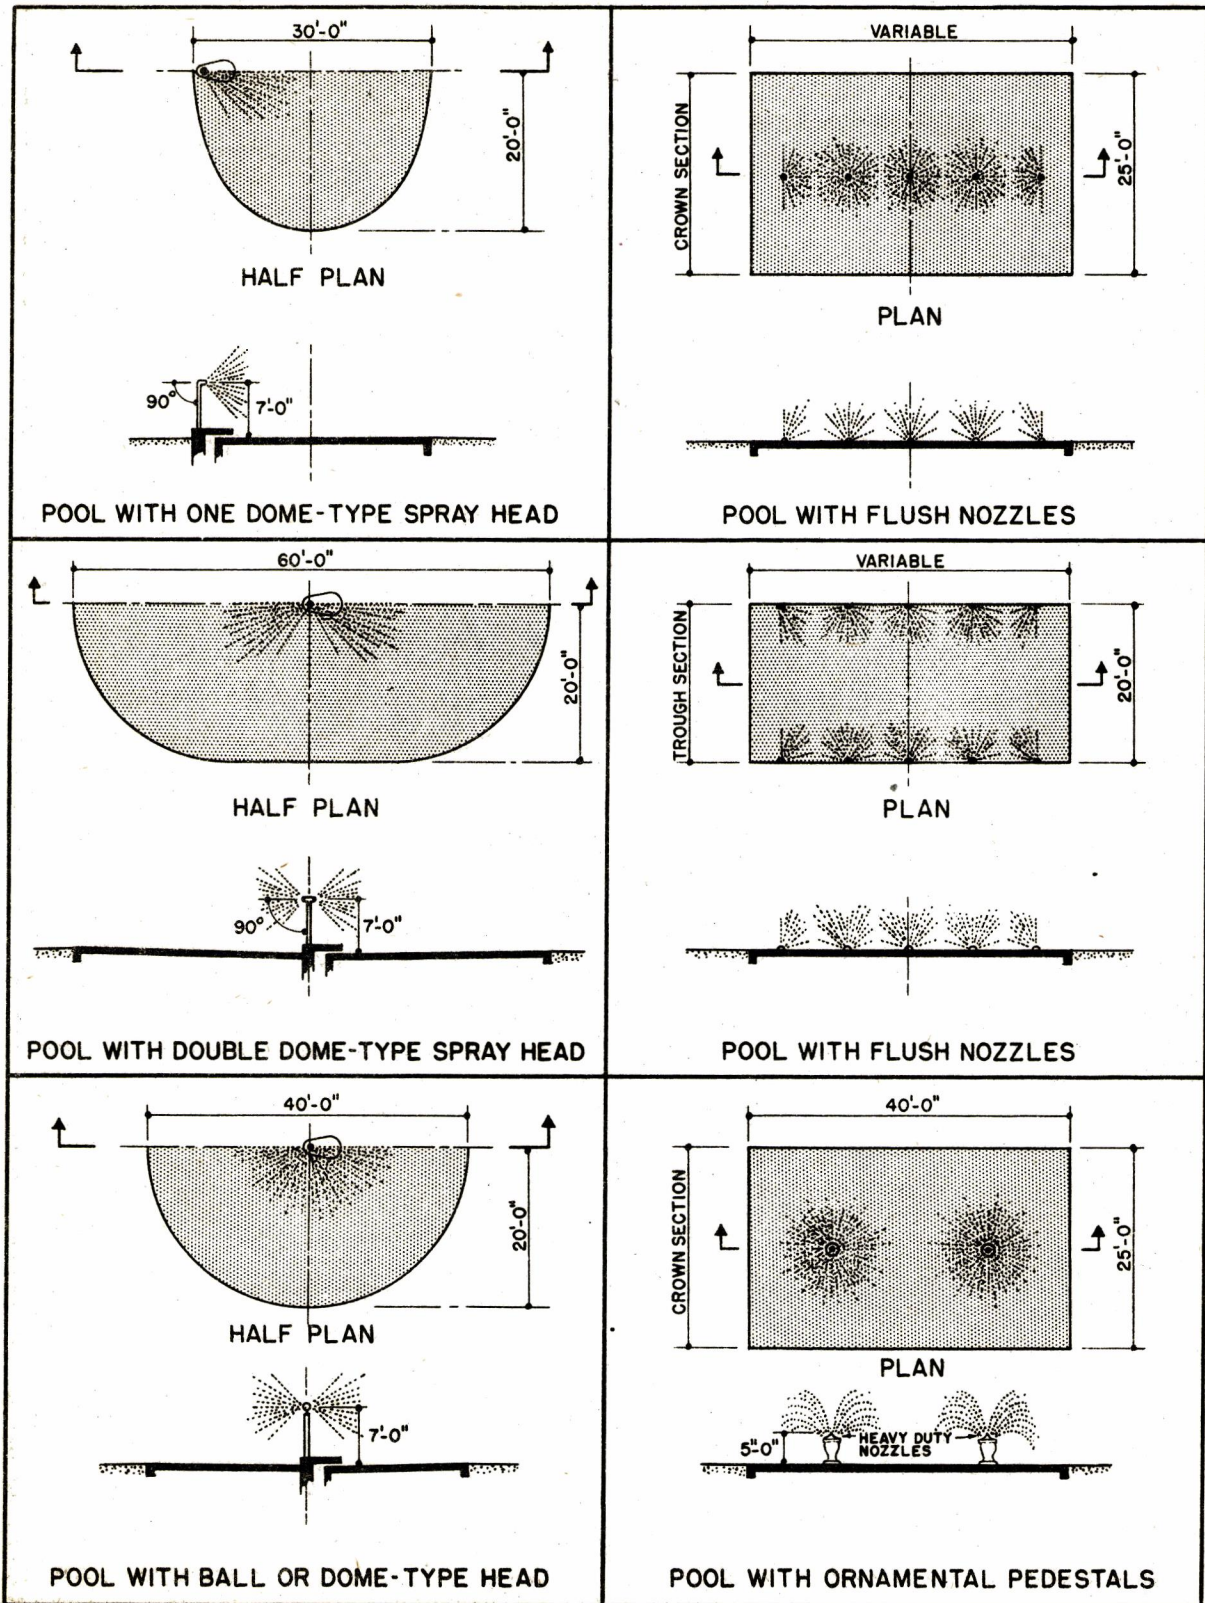 30'-0"
20'-0"
HALF PLAN
90°
7'-0"
POOL WITH ONE DOME-TYPE SPRAY HEAD
VARIABLE
CROWN SECTION
25'-0"
PLAN
POOL WITH FLUSH NOZZLES
60'-0"
20'-0"
HALF PLAN
90°
7'-0"
POOL WITH DOUBLE DOME-TYPE SPRAY HEAD
VARIABLE
TROUGH SECTION
20'-0"
PLAN
POOL WITH FLUSH NOZZLES
40'-0"
20'-0"
HALF PLAN
7'-0"
POOL WITH BALL OR DOME-TYPE HEAD
40'-0"
CROWN SECTION
25'-0"
PLAN
5"-0"
HEAVY DUTY
NOZZLES
POOL WITH ORNAMENTAL PEDESTALS